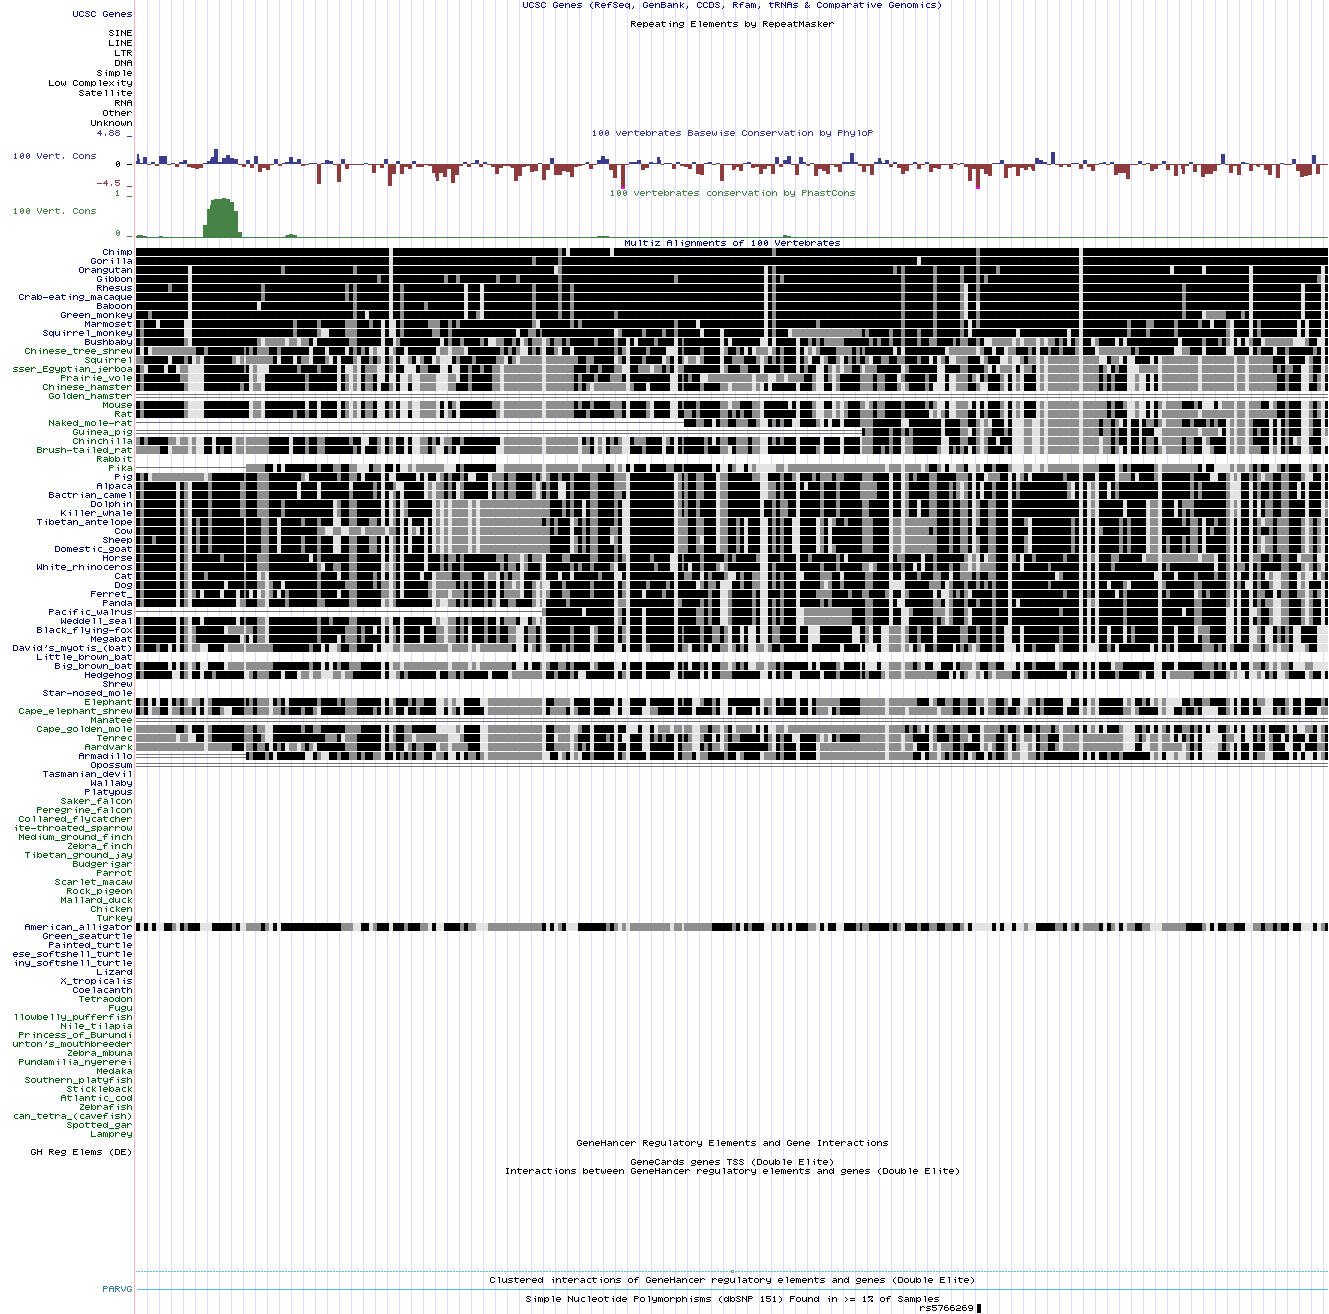 UCSC Genes (RefSeq, GenBank, CCDS, Rfam, tRNAs & Comparative Genomics)
UCSC Genes
Repeating Elements by RepeatMasker
SINE
LINE
LTR
DNA
Simple
Low Complexity
Satellite
RNA
Other
Unknown
4.88 _
100 vertebrates Basewise Conservation by PhyloP
100 Vert. Cons
0 _
-4.5 _
100 vertebrates conservation by PhastCons
1 _
100 Vert. Cons
0 _
Multiz Alignments of 100 Vertebrates
Chimp
Gorilla
Orangutan
Gibbon
Rhesus
Crab-eating_macaque
Baboon
Green_monkey
Marmoset
Squirrel_monkey
Bushbaby
Chinese_tree_shrew
Squirrel
sser_Egyptian_jerboa
Prairie_vole
Chinese_hamster
Golden_hamster
Mouse
Rat
Naked_mole-rat
Guinea_pig
Chinchilla
Brush-tailed_rat
Rabbit
Pika
Pig
Alpaca
Bactrian_camel
Dolphin
Killer_whale
Tibetan_antelope
Cow
Sheep
Domestic_goat
Horse
White_rhinoceros
Cat
Dog
Ferret_
Panda
Pacific_walrus
Weddell_seal
Black_flying-fox
Megabat
David's_myotis_(bat)
Little_brown_bat
Big_brown_bat
Hedgehog
Shrew
Star-nosed_mole
Elephant
Cape_elephant_shrew
Manatee
Cape_golden_mole
Tenrec
Aardvark
Armadillo
Opossum
Tasmanian_devil
Wallaby
Platypus
Saker_falcon
Peregrine_falcon
Collared_flycatcher
ite-throated_sparrow
Medium_ground_finch
Zebra_finch
Tibetan_ground_jay
Budgerigar
Parrot
Scarlet_macaw
Rock_pigeon
Mallard_duck
Chicken
Turkey
American_alligator
Green_seaturtle
Painted_turtle
ese_softshell_turtle
iny_softshell_turtle
Lizard
X_tropicalis
Coelacanth
Tetraodon
Fugu
llowbelly_pufferfish
Nile_tilapia
Princess_of_Burundi
urton's_mouthbreeder
Zebra_mbuna
Pundamilia_nyererei
Medaka
Southern_platyfish
Stickleback
Atlantic_cod
Zebrafish
can_tetra_(cavefish)
Spotted_gar
Lamprey
GeneHancer Regulatory Elements and Gene Interactions
GH Reg Elems (DE)
GeneCards genes TSS (Double Elite)
Interactions between GeneHancer regulatory elements and genes (Double Elite)
Clustered interactions of GeneHancer regulatory elements and genes (Double Elite)
PARVG
Simple Nucleotide Polymorphisms (dbSNP 151) Found in >= 1% of Samples
rs5766269